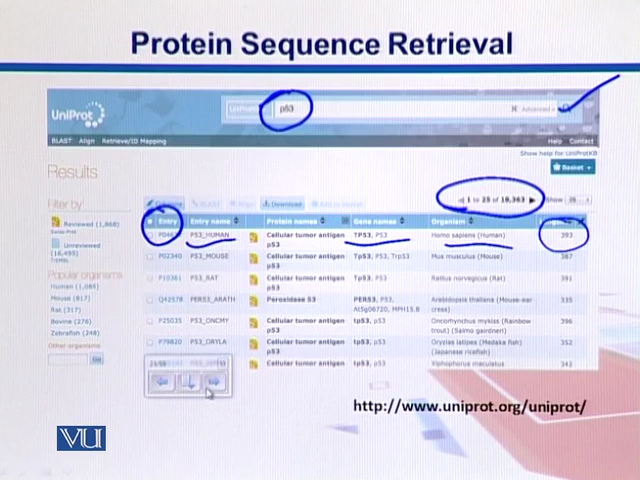 Protein Sequence Retrieval
UniProt
p53
Advanced
BLAST Align Retrieve/ID Mapping
Help Contact
Show help for UniProtKB
Results
Basket
Filter by
Columns BLAST Align Download Add to basket
1 to 25 of 18,363 Show 25
Entry Entry name Protein names Gene names Organism
Reviewed (1,868)
Swiss-Prot
Unreviewed
(16,495)
TrEMBL
Popular organisms
Human (1,085)
Mouse (817)
Rat (317)
Bovine (276)
Zebrafish (248)
Other organisms
Go
P53_HUMAN Cellular tumor antigen p53 TP53, P53 Homo sapiens (Human) 393
P02340 P53_MOUSE Cellular tumor antigen p53 Tp53, P53, Trp53 Mus musculus (Mouse) 387
P10361 P53_RAT Cellular tumor antigen p53 Tp53, P53 Rattus norvegicus (Rat) 391
Q42578 PER53_ARATH Peroxidase 53 PER53, P53, At5g06720, MPH15.8 Arabidopsis thaliana (Mouse-ear cress) 335
P25035 P53_ONCMY Cellular tumor antigen p53 tp53, p53 Oncorhynchus mykiss (Rainbow trout) (Salmo gairdneri) 396
P79820 P53_ORYLA Cellular tumor antigen p53 tp53, p53 Oryzias latipes (Medaka fish) (Japanese ricefish) 352
Cellular tumor antigen tp53, p53 Xiphophorus maculatus 342
http://www.uniprot.org/uniprot/
VU